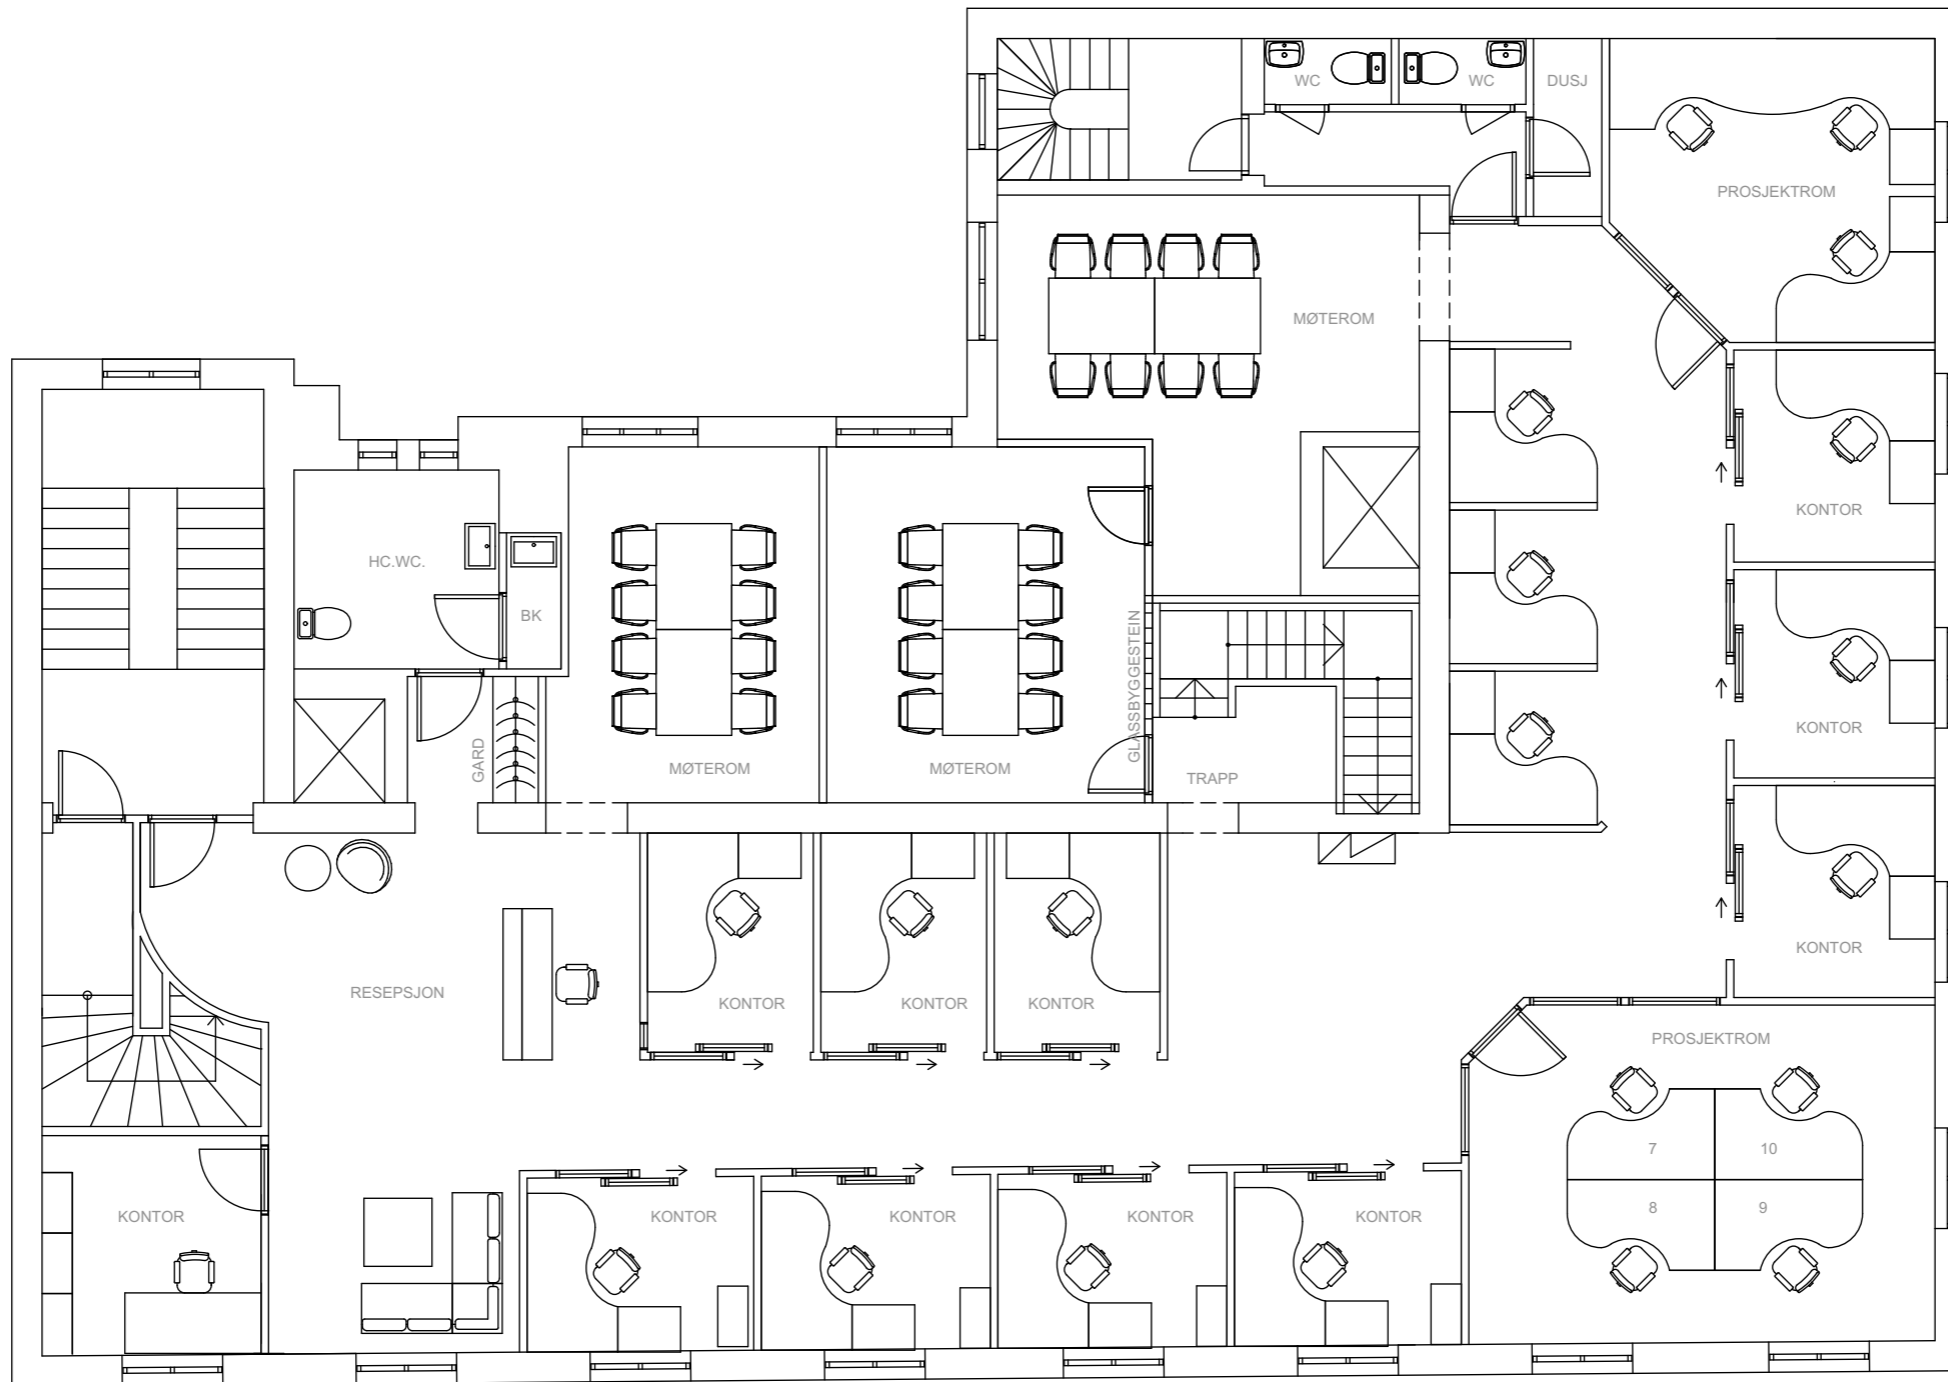 WC
WC
DUSJ
PROSJEKTROM
MØTEROM
KONTOR
HC.WC.
BK
GLASSBYGGESTEIN
GARD
MØTEROM
MØTEROM
TRAPP
KONTOR
KONTOR
RESEPSJON
KONTOR
KONTOR
KONTOR
PROSJEKTROM
7
10
8
9
KONTOR
KONTOR
KONTOR
KONTOR
KONTOR